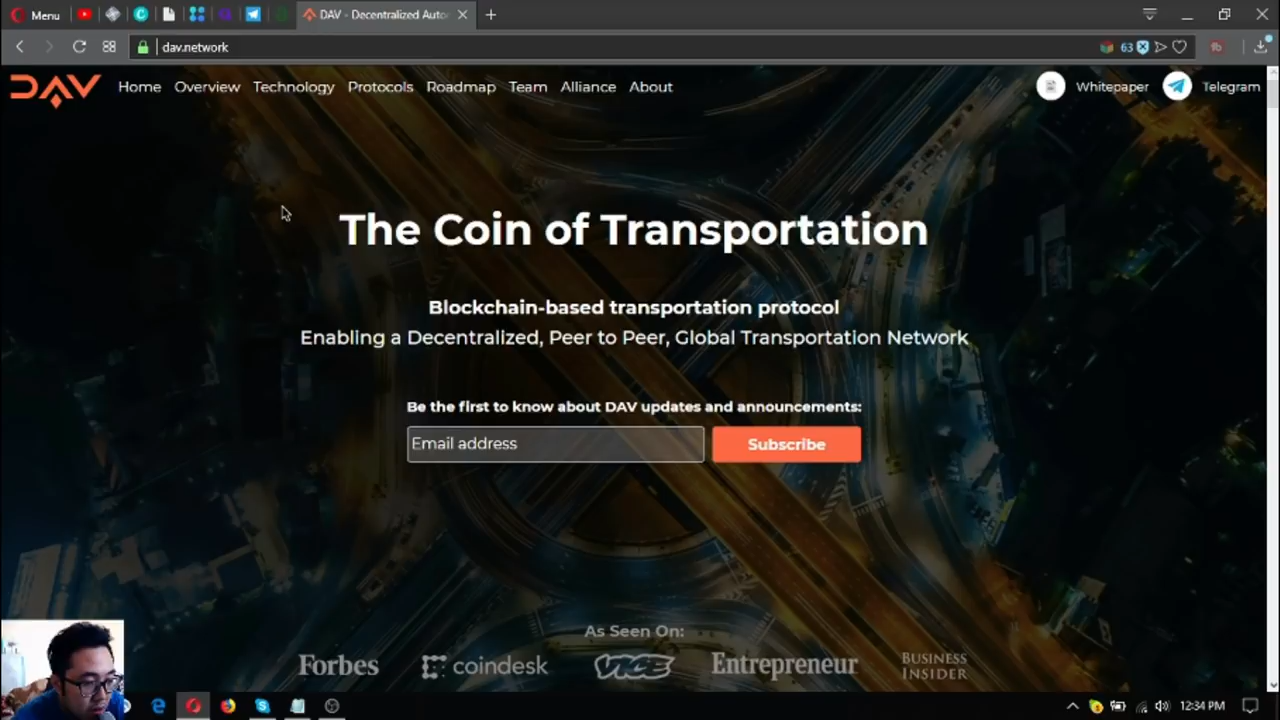 Menu
DAV - Decentralized Auto
dav.network
63
DAV
Home
Overview
Technology
Protocols
Roadmap
Team
Alliance
About
Whitepaper
Telegram
The Coin of Transportation
Blockchain-based transportation protocol
Enabling a Decentralized, Peer to Peer, Global Transportation Network
Be the first to know about DAV updates and announcements:
Email address
Subscribe
As Seen On:
Forbes
coindesk
VICE
Entrepreneur
BUSINESS
INSIDER
12:34 PM